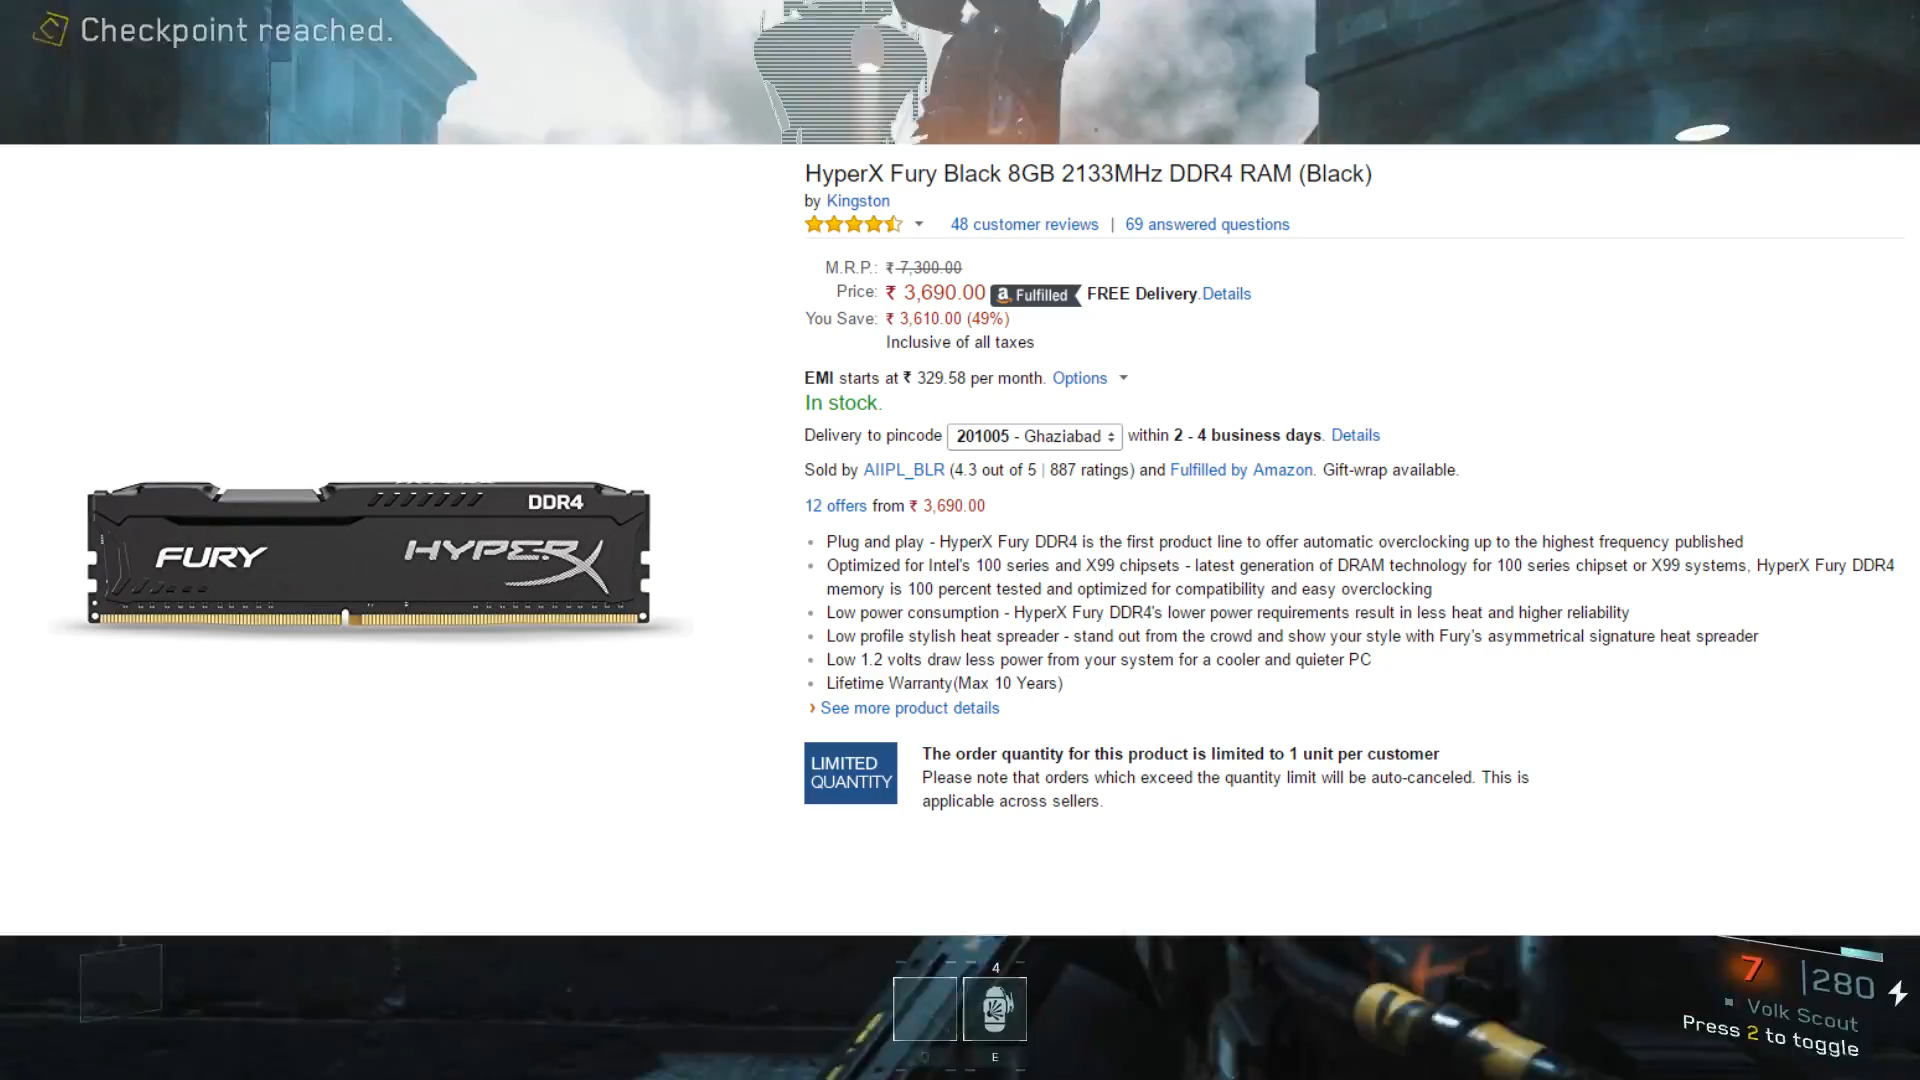 Checkpoint reached.
HyperX Fury Black 8GB 2133MHz DDR4 RAM (Black)
by Kingston
48 customer reviews | 69 answered questions
M.R.P.: ₹ 7,300.00
Price: ₹ 3,690.00 a Fulfilled FREE Delivery.Details
You Save: ₹ 3,610.00 (49%)
Inclusive of all taxes
EMI starts at ₹ 329.58 per month. Options
In stock.
Delivery to pincode 201005 - Ghaziabad within 2 - 4 business days. Details
Sold by AIIPL_BLR (4.3 out of 5 | 887 ratings) and Fulfilled by Amazon. Gift-wrap available.
12 offers from ₹ 3,690.00
DDR4
FURY HYPERX
• Plug and play - HyperX Fury DDR4 is the first product line to offer automatic overclocking up to the highest frequency published
• Optimized for Intel's 100 series and X99 chipsets - latest generation of DRAM technology for 100 series chipset or X99 systems, HyperX Fury DDR4
memory is 100 percent tested and optimized for compatibility and easy overclocking
• Low power consumption - HyperX Fury DDR4's lower power requirements result in less heat and higher reliability
• Low profile stylish heat spreader - stand out from the crowd and show your style with Fury's asymmetrical signature heat spreader
• Low 1.2 volts draw less power from your system for a cooler and quieter PC
• Lifetime Warranty(Max 10 Years)
› See more product details
LIMITED
QUANTITY
The order quantity for this product is limited to 1 unit per customer
Please note that orders which exceed the quantity limit will be auto-canceled. This is
applicable across sellers.
4
E
7 |280
Volk Scout
Press 2 to toggle